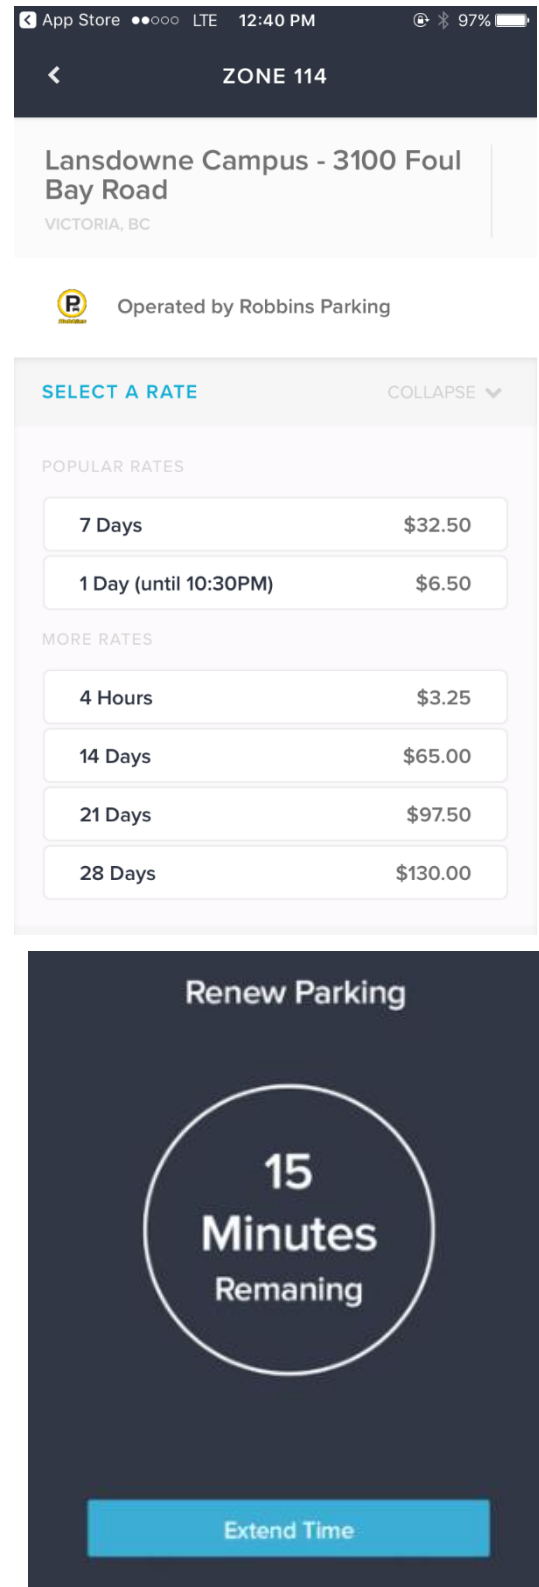 App Store LTE 12:40 PM 97%
ZONE 114
Lansdowne Campus - 3100 Foul
Bay Road
VICTORIA, BC
P
Robbins
Operated by Robbins Parking
SELECT A RATE COLLAPSE
POPULAR RATES
7 Days $32.50
1 Day (until 10:30PM) $6.50
MORE RATES
4 Hours $3.25
14 Days $65.00
21 Days $97.50
28 Days $130.00
Renew Parking
15
Minutes
Remaning
Extend Time